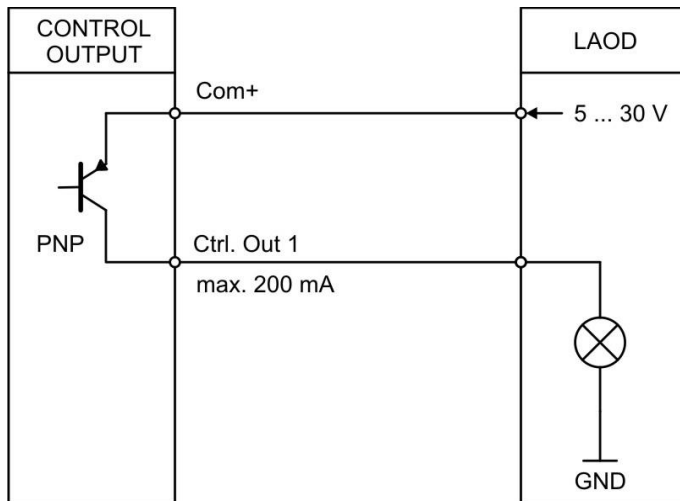 CONTROL
OUTPUT
LAOD
Com+
5 ... 30 V
PNP
Ctrl. Out 1
max. 200 mA
GND